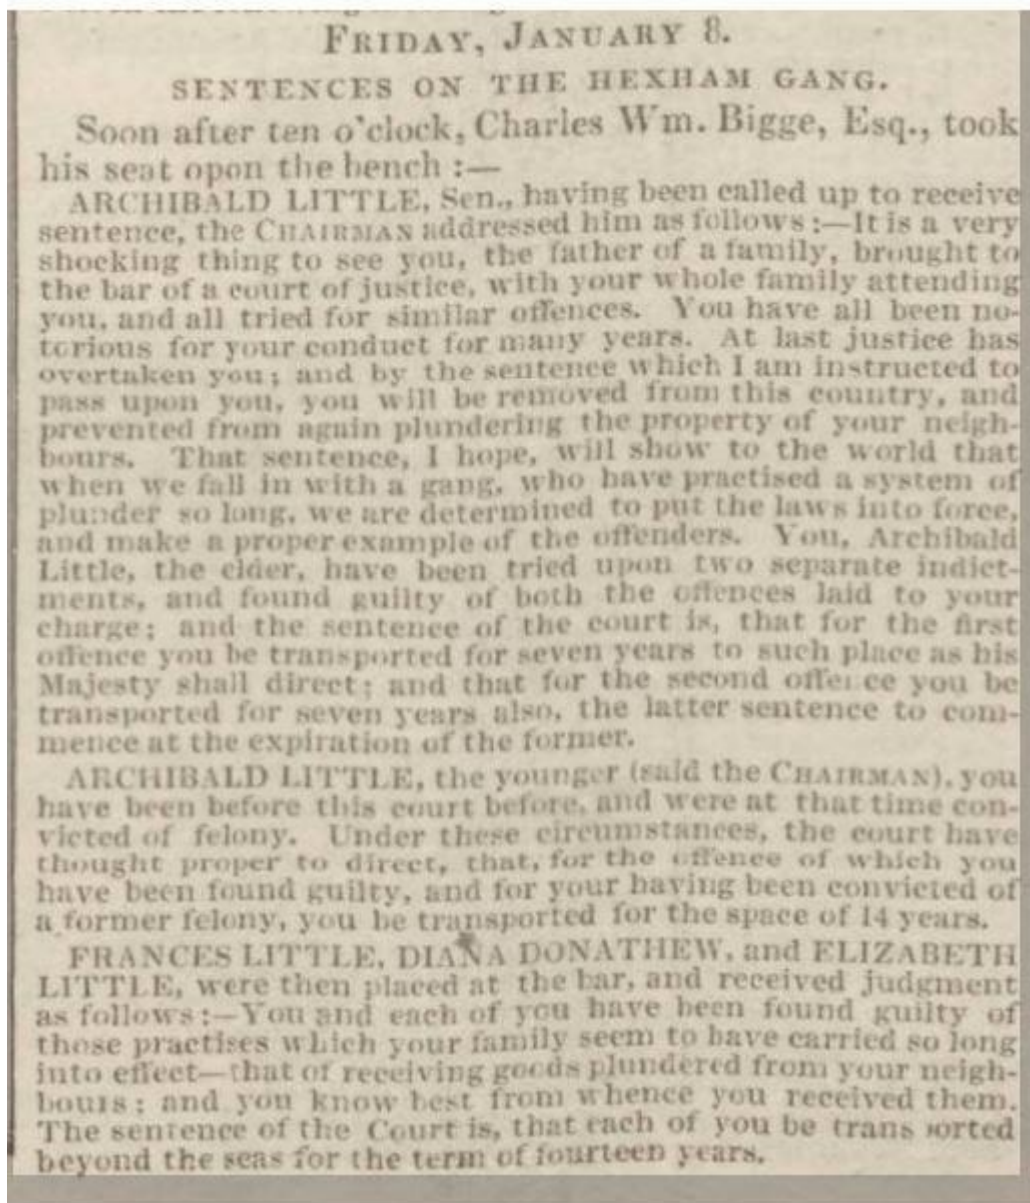 FRIDAY, JANUARY 8.
SENTENCES ON THE HEXHAM GANG.
Soon after ten o'clock, Charles Wm. Bigge, Esq., took
his seat opon the bench :—
ARCHIBALD LITTLE, Sen., having been called up to receive
sentence, the CHAIRMAN addressed him as follows :—It is a very
shocking thing to see you, the father of a family, brought to
the bar of a court of justice, with your whole family attending
you, and all tried for similar offences. You have all been no-
torious for your conduct for many years. At last justice has
overtaken you; and by the sentence which I am instructed to
pass upon you, you will be removed from this country, and
prevented from again plundering the property of your neigh-
bours. That sentence, I hope, will show to the world that
when we fall in with a gang, who have practised a system of
plunder so long, we are determined to put the laws into force,
and make a proper example of the offenders. You, Archibald
Little, the elder, have been tried upon two separate indict-
ments, and found guilty of both the offences laid to your
charge; and the sentence of the court is, that for the first
offence you be transported for seven years to such place as his
Majesty shall direct; and that for the second offence you be
transported for seven years also, the latter sentence to com-
mence at the expiration of the former.
ARCHIBALD LITTLE, the younger (said the CHAIRMAN), you
have been before this court before, and were at that time con-
victed of felony. Under these circumstances, the court have
thought proper to direct, that, for the offence of which you
have been found guilty, and for your having been convicted of
a former felony, you be transported for the space of 14 years.
FRANCES LITTLE, DIANA DONATHEW, and ELIZABETH
LITTLE, were then placed at the bar, and received judgment
as follows :—You and each of you have been found guilty of
those practises which your family seem to have carried so long
into effect—that of receiving goods plundered from your neigh-
bours; and you know best from whence you received them.
The sentence of the Court is, that each of you be trans orted
beyond the seas for the term of fourteen years.